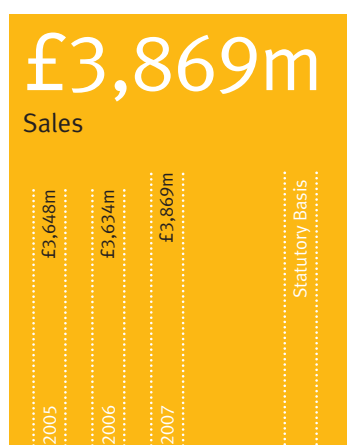 £3,869m
Sales
2005 £3,648m
2006 £3,634m
2007 £3,869m
Statutory Basis